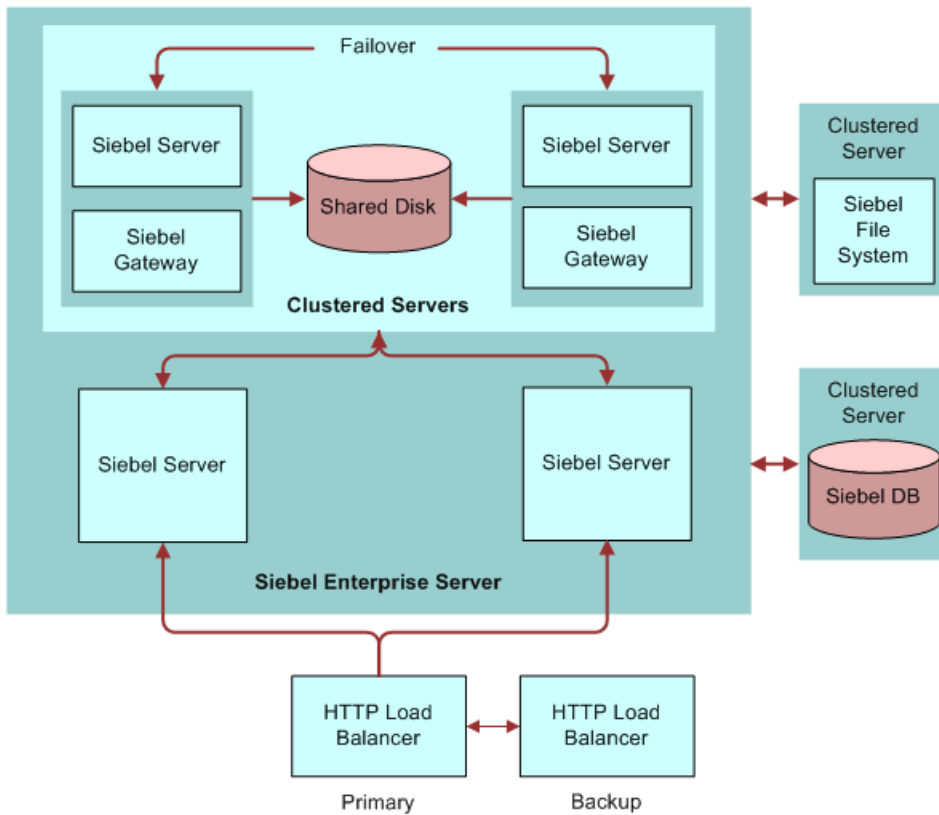 Failover
Siebel Server
Siebel
Gateway
Shared Disk
Siebel Server
Siebel
Gateway
Clustered Servers
Clustered
Server
Siebel
File
System
Siebel Server
Siebel Server
Clustered
Server
Siebel DB
Siebel Enterprise Server
HTTP Load
Balancer
HTTP Load
Balancer
Primary
Backup